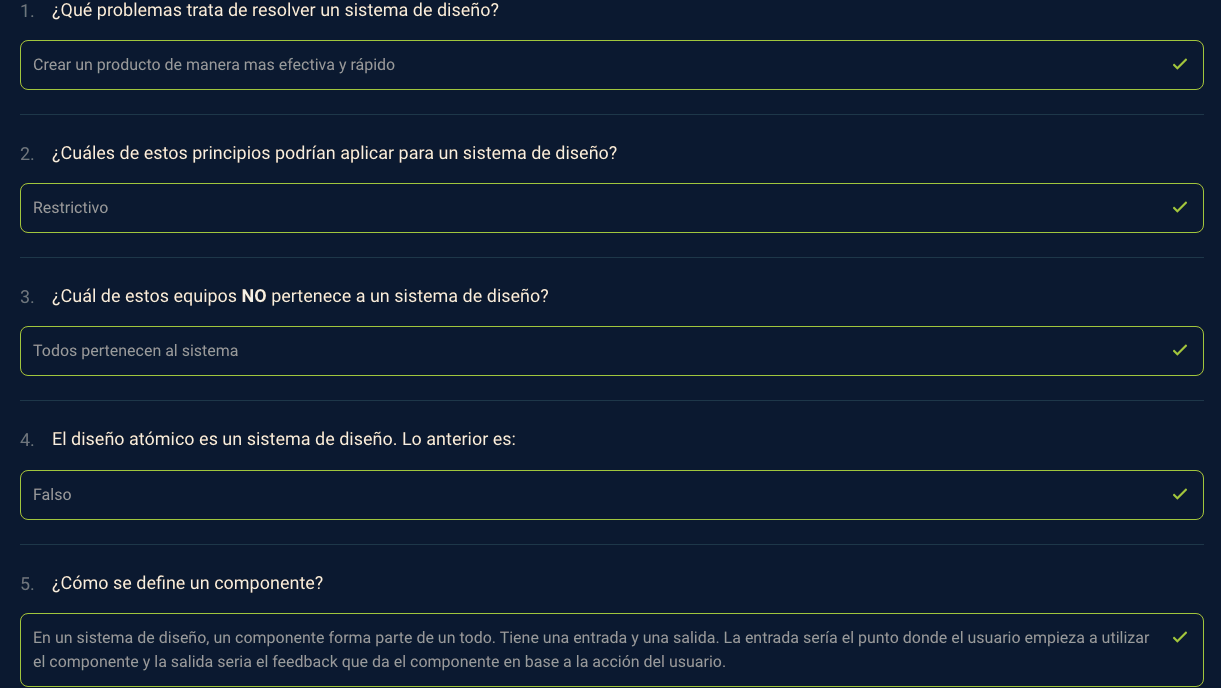 1. ¿Qué problemas trata de resolver un sistema de diseño?
Crear un producto de manera mas efectiva y rápido
2. ¿Cuáles de estos principios podrían aplicar para un sistema de diseño?
Restrictivo
3. ¿Cuál de estos equipos NO pertenece a un sistema de diseño?
Todos pertenecen al sistema
4. El diseño atómico es un sistema de diseño. Lo anterior es:
Falso
5. ¿Cómo se define un componente?
En un sistema de diseño, un componente forma parte de un todo. Tiene una entrada y una salida. La entrada sería el punto donde el usuario empieza a utilizar
el componente y la salida seria el feedback que da el componente en base a la acción del usuario.